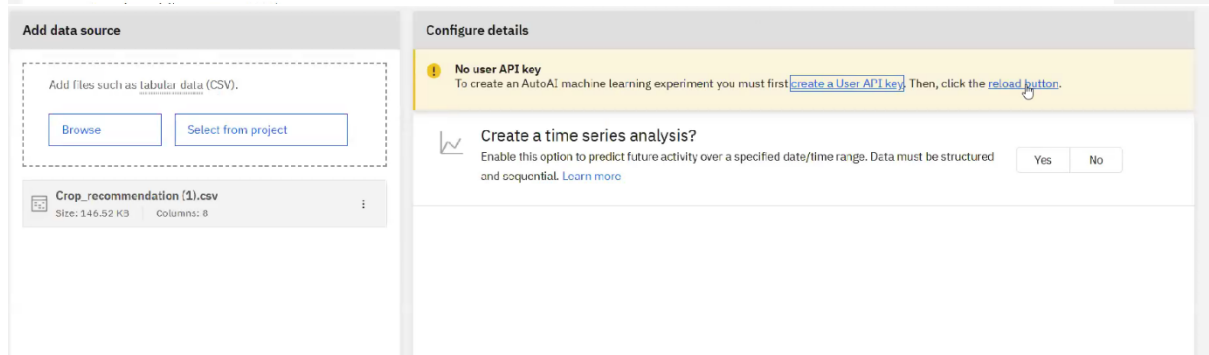 Add data source
Add files such as tabular data (CSV).
Browse
Select from project
Crop_recommendation (1).csv
Size: 146.52 KB
Columns: 8
Configure details
No user API key
To create an AutoAI machine learning experiment you must first create a User API key. Then, click the reload button.
Create a time series analysis?
Enable this option to predict future activity over a specified date/time range. Data must be structured
and sequential. Learn more
Yes
No